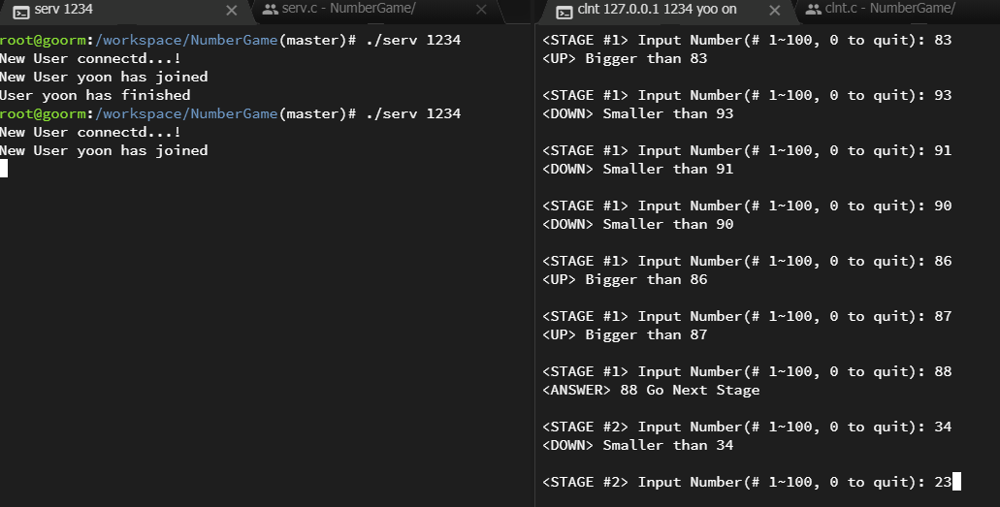 serv 1234
serv.c - NumberGame/
root@goorm:/workspace/NumberGame(master)# ./serv 1234
New User connectd...!
New User yoon has joined
User yoon has finished
root@goorm:/workspace/NumberGame(master)# ./serv 1234
New User connectd...!
New User yoon has joined
clnt 127.0.0.1 1234 yoo on
clnt.c - NumberGame/
<STAGE #1> Input Number(# 1~100, 0 to quit): 83
<UP> Bigger than 83
<STAGE #1> Input Number(# 1~100, 0 to quit): 93
<DOWN> Smaller than 93
<STAGE #1> Input Number(# 1~100, 0 to quit): 91
<DOWN> Smaller than 91
<STAGE #1> Input Number(# 1~100, 0 to quit): 90
<DOWN> Smaller than 90
<STAGE #1> Input Number(# 1~100, 0 to quit): 86
<UP> Bigger than 86
<STAGE #1> Input Number(# 1~100, 0 to quit): 87
<UP> Bigger than 87
<STAGE #1> Input Number(# 1~100, 0 to quit): 88
<ANSWER> 88 Go Next Stage
<STAGE #2> Input Number(# 1~100, 0 to quit): 34
<DOWN> Smaller than 34
<STAGE #2> Input Number(# 1~100, 0 to quit): 23